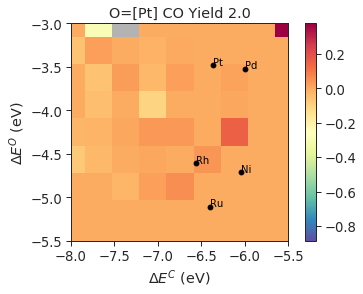 O=[Pt] CO Yield 2.0
−3.0
−3.5
−4.0
−4.5
−5.0
−5.5
ΔE^O (eV)
Pt
Pd
Rh
Ni
Ru
−8.0 −7.5 −7.0 −6.5 −6.0 −5.5
ΔE^C (eV)
0.2
0.0
−0.2
−0.4
−0.6
−0.8